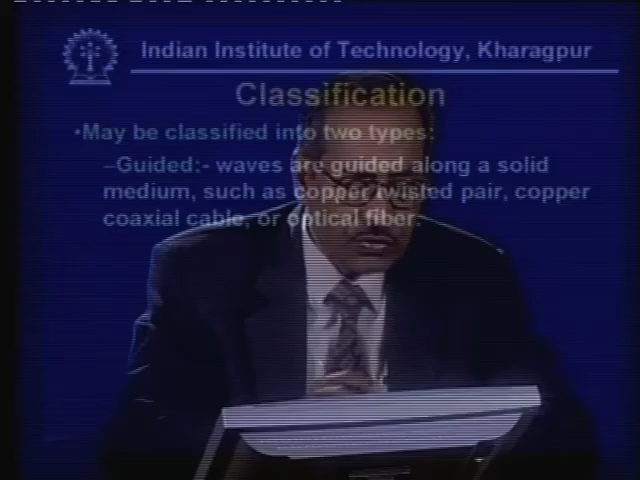 Indian Institute of Technology, Kharagpur
Classification
•May be classified into two types:
–Guided:- waves are guided along a solid
medium, such as copper twisted pair, copper
coaxial cable, or optical fiber.